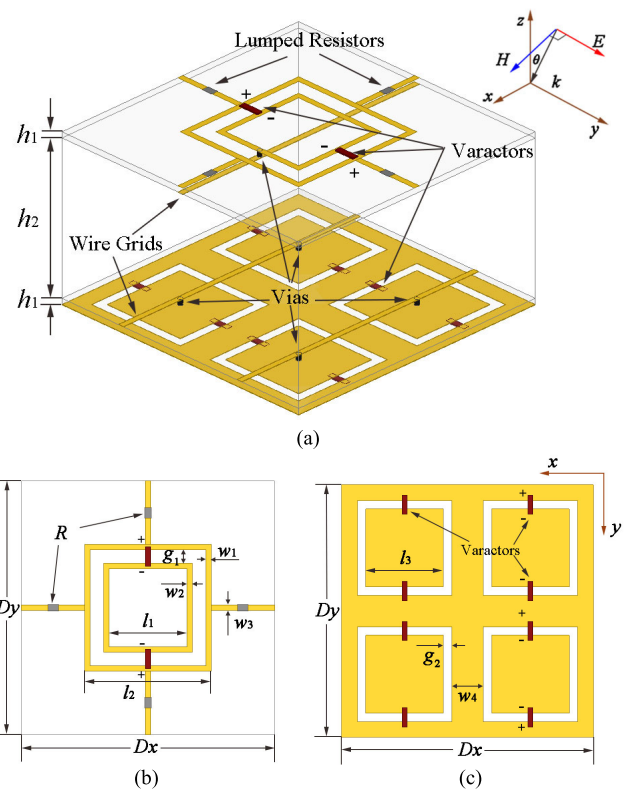 Lumped Resistors
z
E
H
θ
k
x
y
+
-
-
+
h1
Varactors
h2
Wire Grids
Vias
h1
(a)
x
y
R
+
g1
w1
-
w2
l1
w3
Dy
-
+
l2
Dx
(b)
+
-
Varactors
l3
-
+
Dy
-
g2
w4
-
+
Dx
(c)